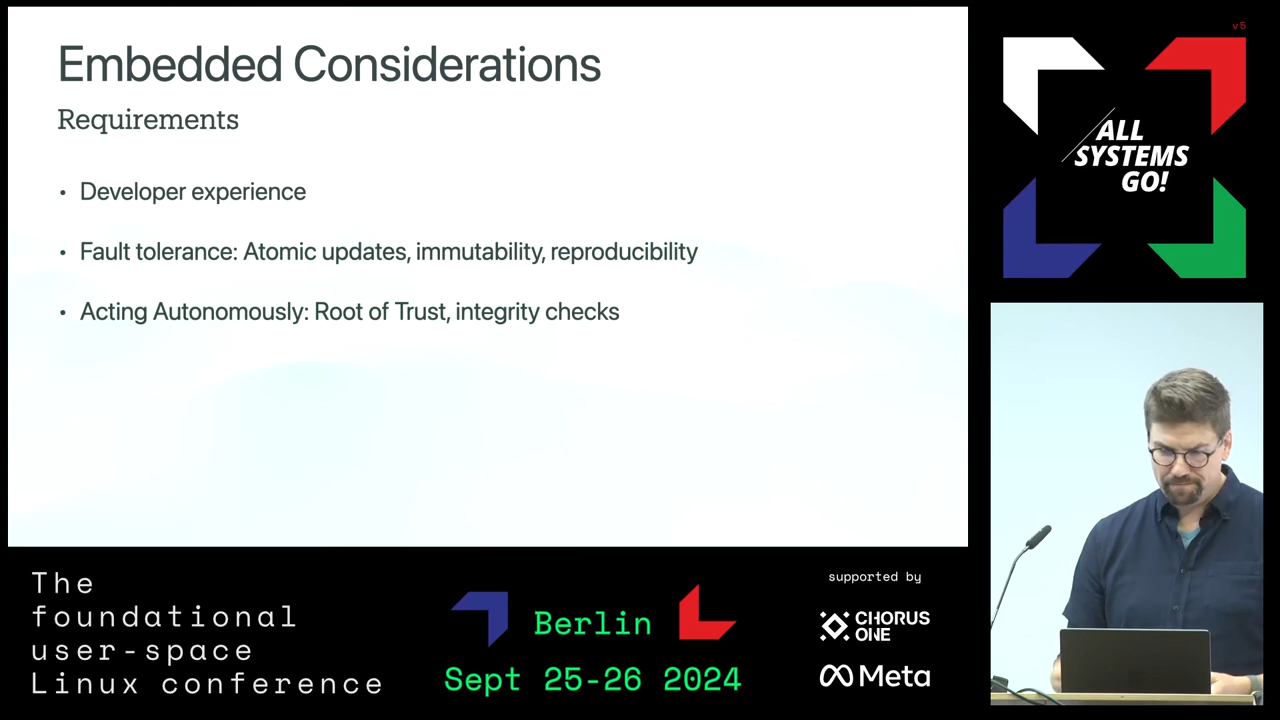 Embedded Considerations
Requirements
• Developer experience
• Fault tolerance: Atomic updates, immutability, reproducibility
• Acting Autonomously: Root of Trust, integrity checks
v5
ALL
SYSTEMS
GO!
The
foundational
user-space
Linux conference
Berlin
Sept 25-26 2024
supported by
CHORUS
ONE
Meta